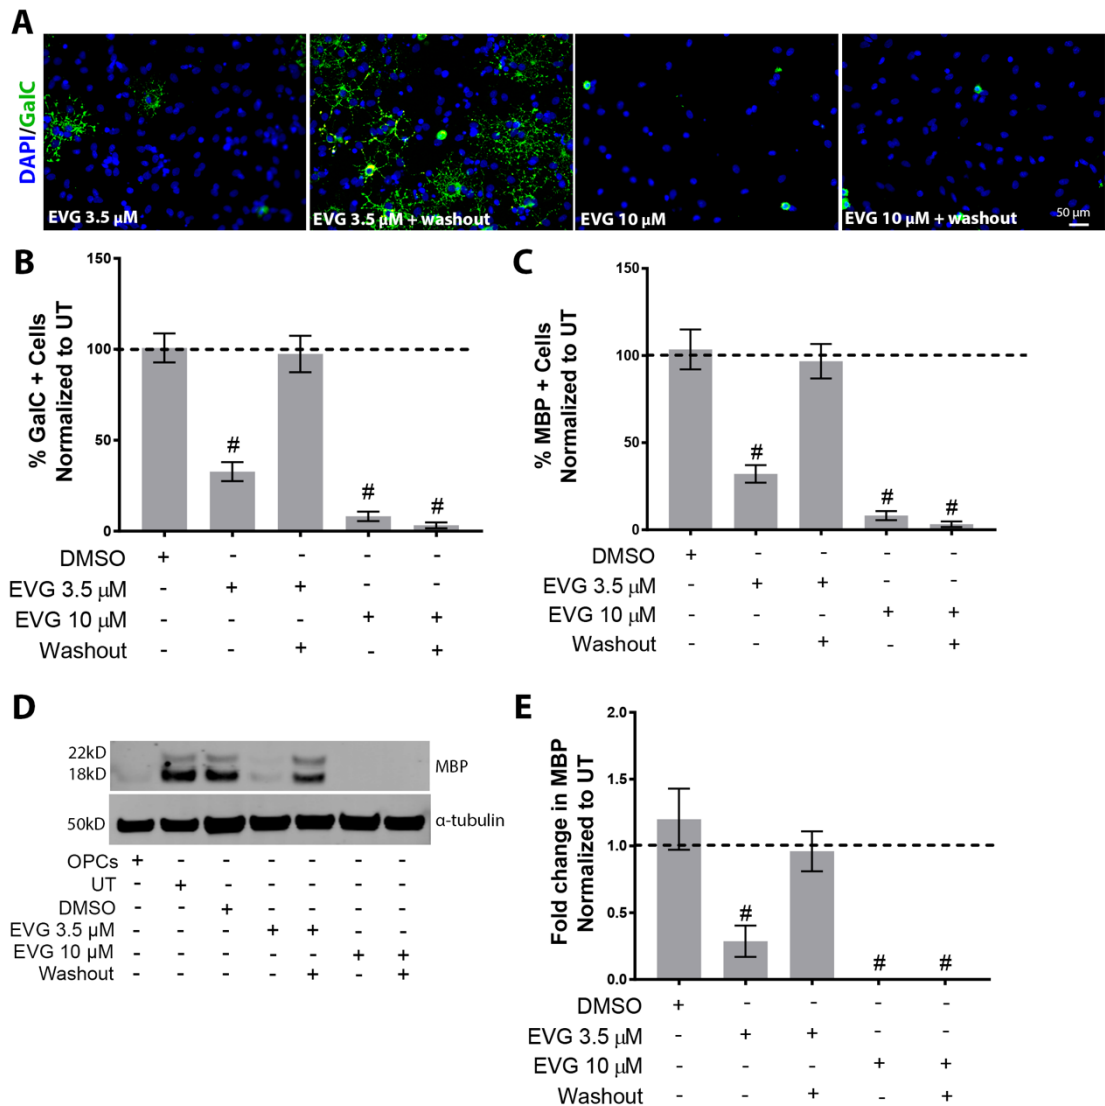 A
DAPI/GalC
EVG 3.5 µM
EVG 3.5 µM + washout
EVG 10 µM
EVG 10 µM + washout
50 µm
B
% GalC + Cells
Normalized to UT
150
100
50
0
# # #
DMSO + - - - -
EVG 3.5 µM - + + - -
EVG 10 µM - - - + +
Washout - - + - +
C
% MBP + Cells
Normalized to UT
150
100
50
0
# # #
DMSO + - - - -
EVG 3.5 µM - + + - -
EVG 10 µM - - - + +
Washout - - + - +
D
22kD
18kD
MBP
50kD
α-tubulin
OPCs + - - - - - -
UT - + - - - - -
DMSO - - + - - - -
EVG 3.5 µM - - - + + - -
EVG 10 µM - - - - - + +
Washout - - - - + - +
E
Fold change in MBP
Normalized to UT
2.0
1.5
1.0
0.5
0.0
# # #
DMSO + - - - -
EVG 3.5 µM - + + - -
EVG 10 µM - - - + +
Washout - - + - +